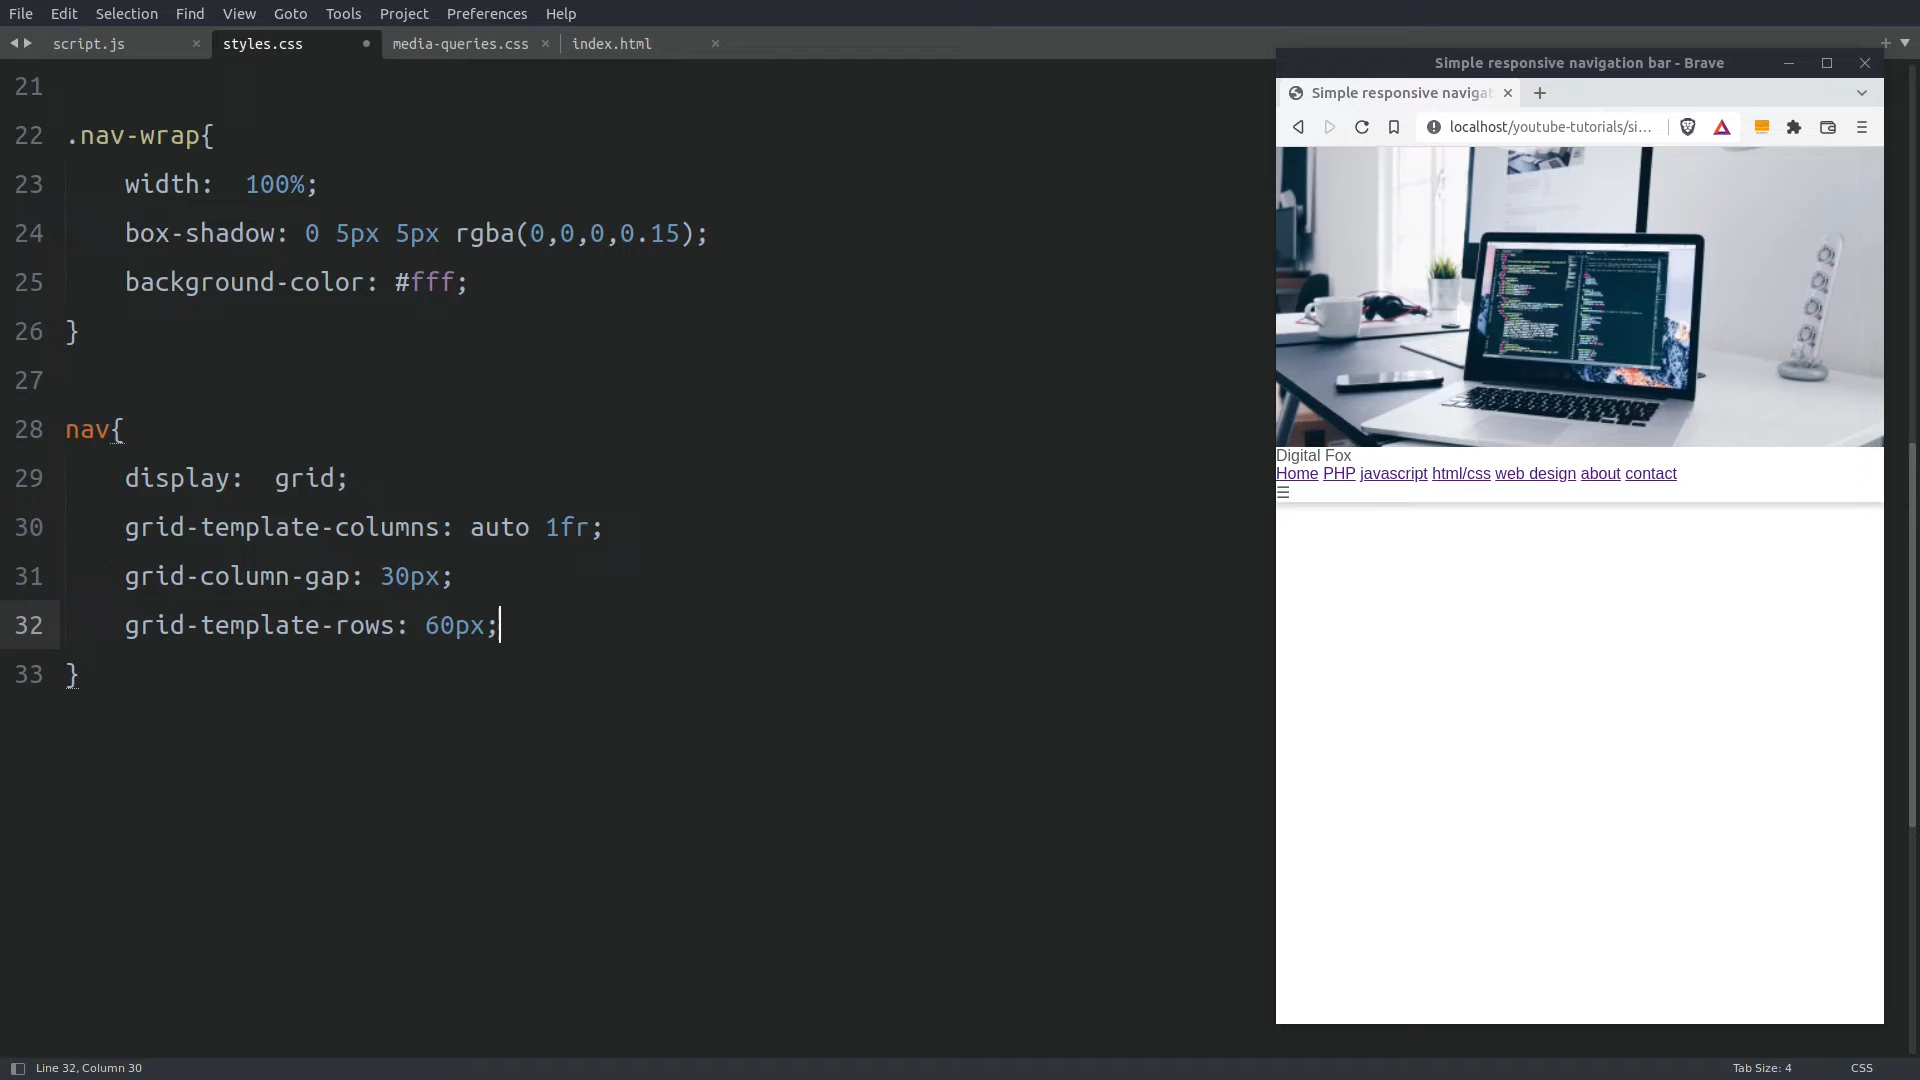 File Edit Selection Find View Goto Tools Project Preferences Help
script.js × styles.css media-queries.css × index.html ×
21
22 .nav-wrap{
23 width:  100%;
24 box-shadow: 0 5px 5px rgba(0,0,0,0.15);
25 background-color: #fff;
26 }
27
28 nav{
29 display:  grid;
30 grid-template-columns: auto 1fr;
31 grid-column-gap: 30px;
32 grid-template-rows: 60px;
33 }
Simple responsive navigation bar - Brave
Simple responsive navigat
localhost/youtube-tutorials/si...
Digital Fox
Home PHP javascript html/css web design about contact
☰
Line 32, Column 30
Tab Size: 4 CSS